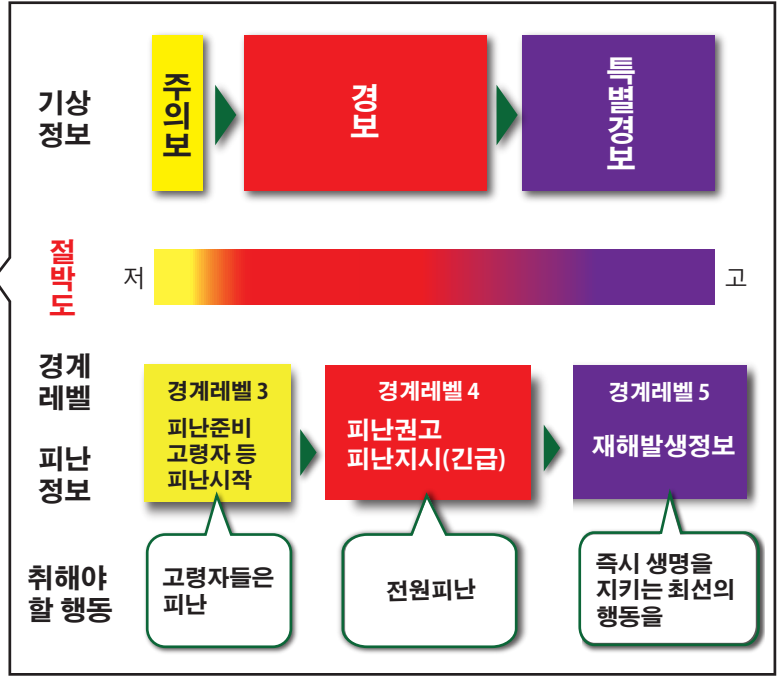 기상
정보
주의보
경보
특별경보
절박도
저
고
경계
레벨
피난
정보
경계레벨 3
피난준비
고령자 등
피난시작
경계레벨 4
피난권고
피난지시(긴급)
경계레벨 5
재해발생정보
취해야
할 행동
고령자들은
피난
전원피난
즉시 생명을
지키는 최선의
행동을